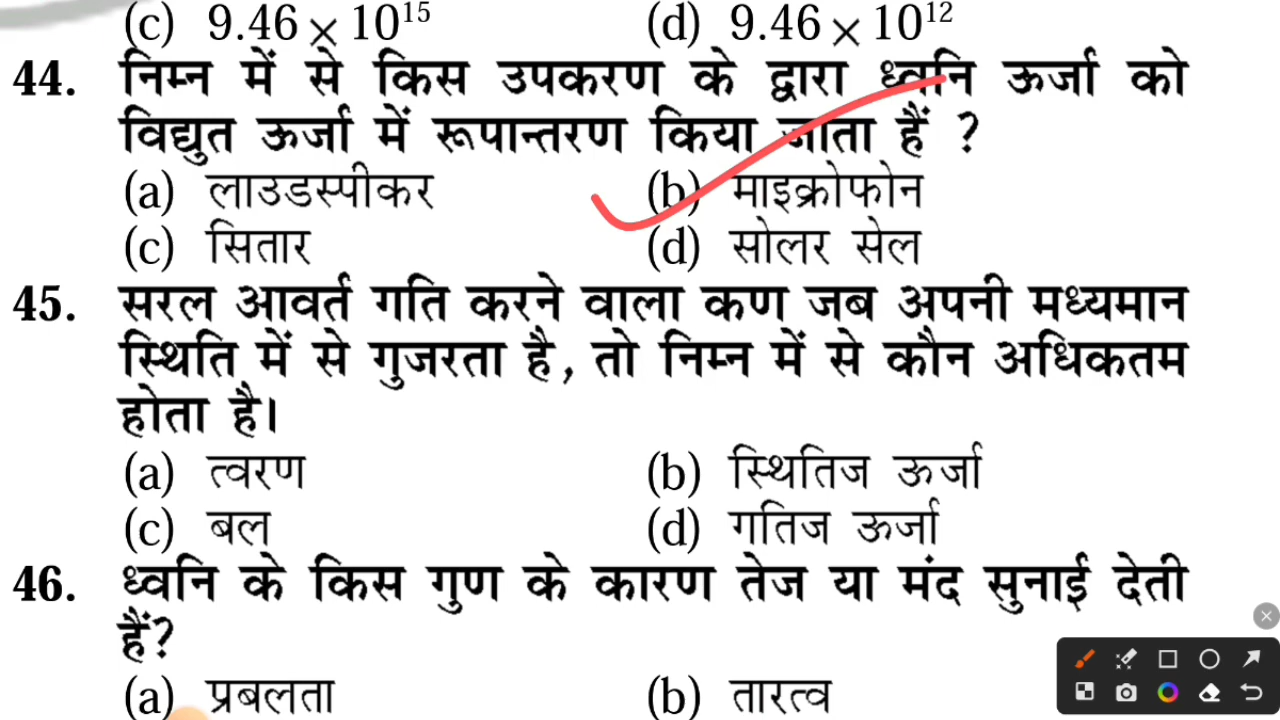 (c) 9.46 × 10¹⁵ (d) 9.46 × 10¹²
44. निम्न में से किस उपकरण के द्वारा ध्वनि ऊर्जा को
विद्युत ऊर्जा में रूपान्तरण किया जाता हैं ?
(a) लाउडस्पीकर (b) माइक्रोफोन
(c) सितार (d) सोलर सेल
45. सरल आवर्त गति करने वाला कण जब अपनी मध्यमान
स्थिति में से गुजरता है, तो निम्न में से कौन अधिकतम
होता है।
(a) त्वरण (b) स्थितिज ऊर्जा
(c) बल (d) गतिज ऊर्जा
46. ध्वनि के किस गुण के कारण तेज या मंद सुनाई देती
हैं?
(a) प्रबलता (b) तारत्व